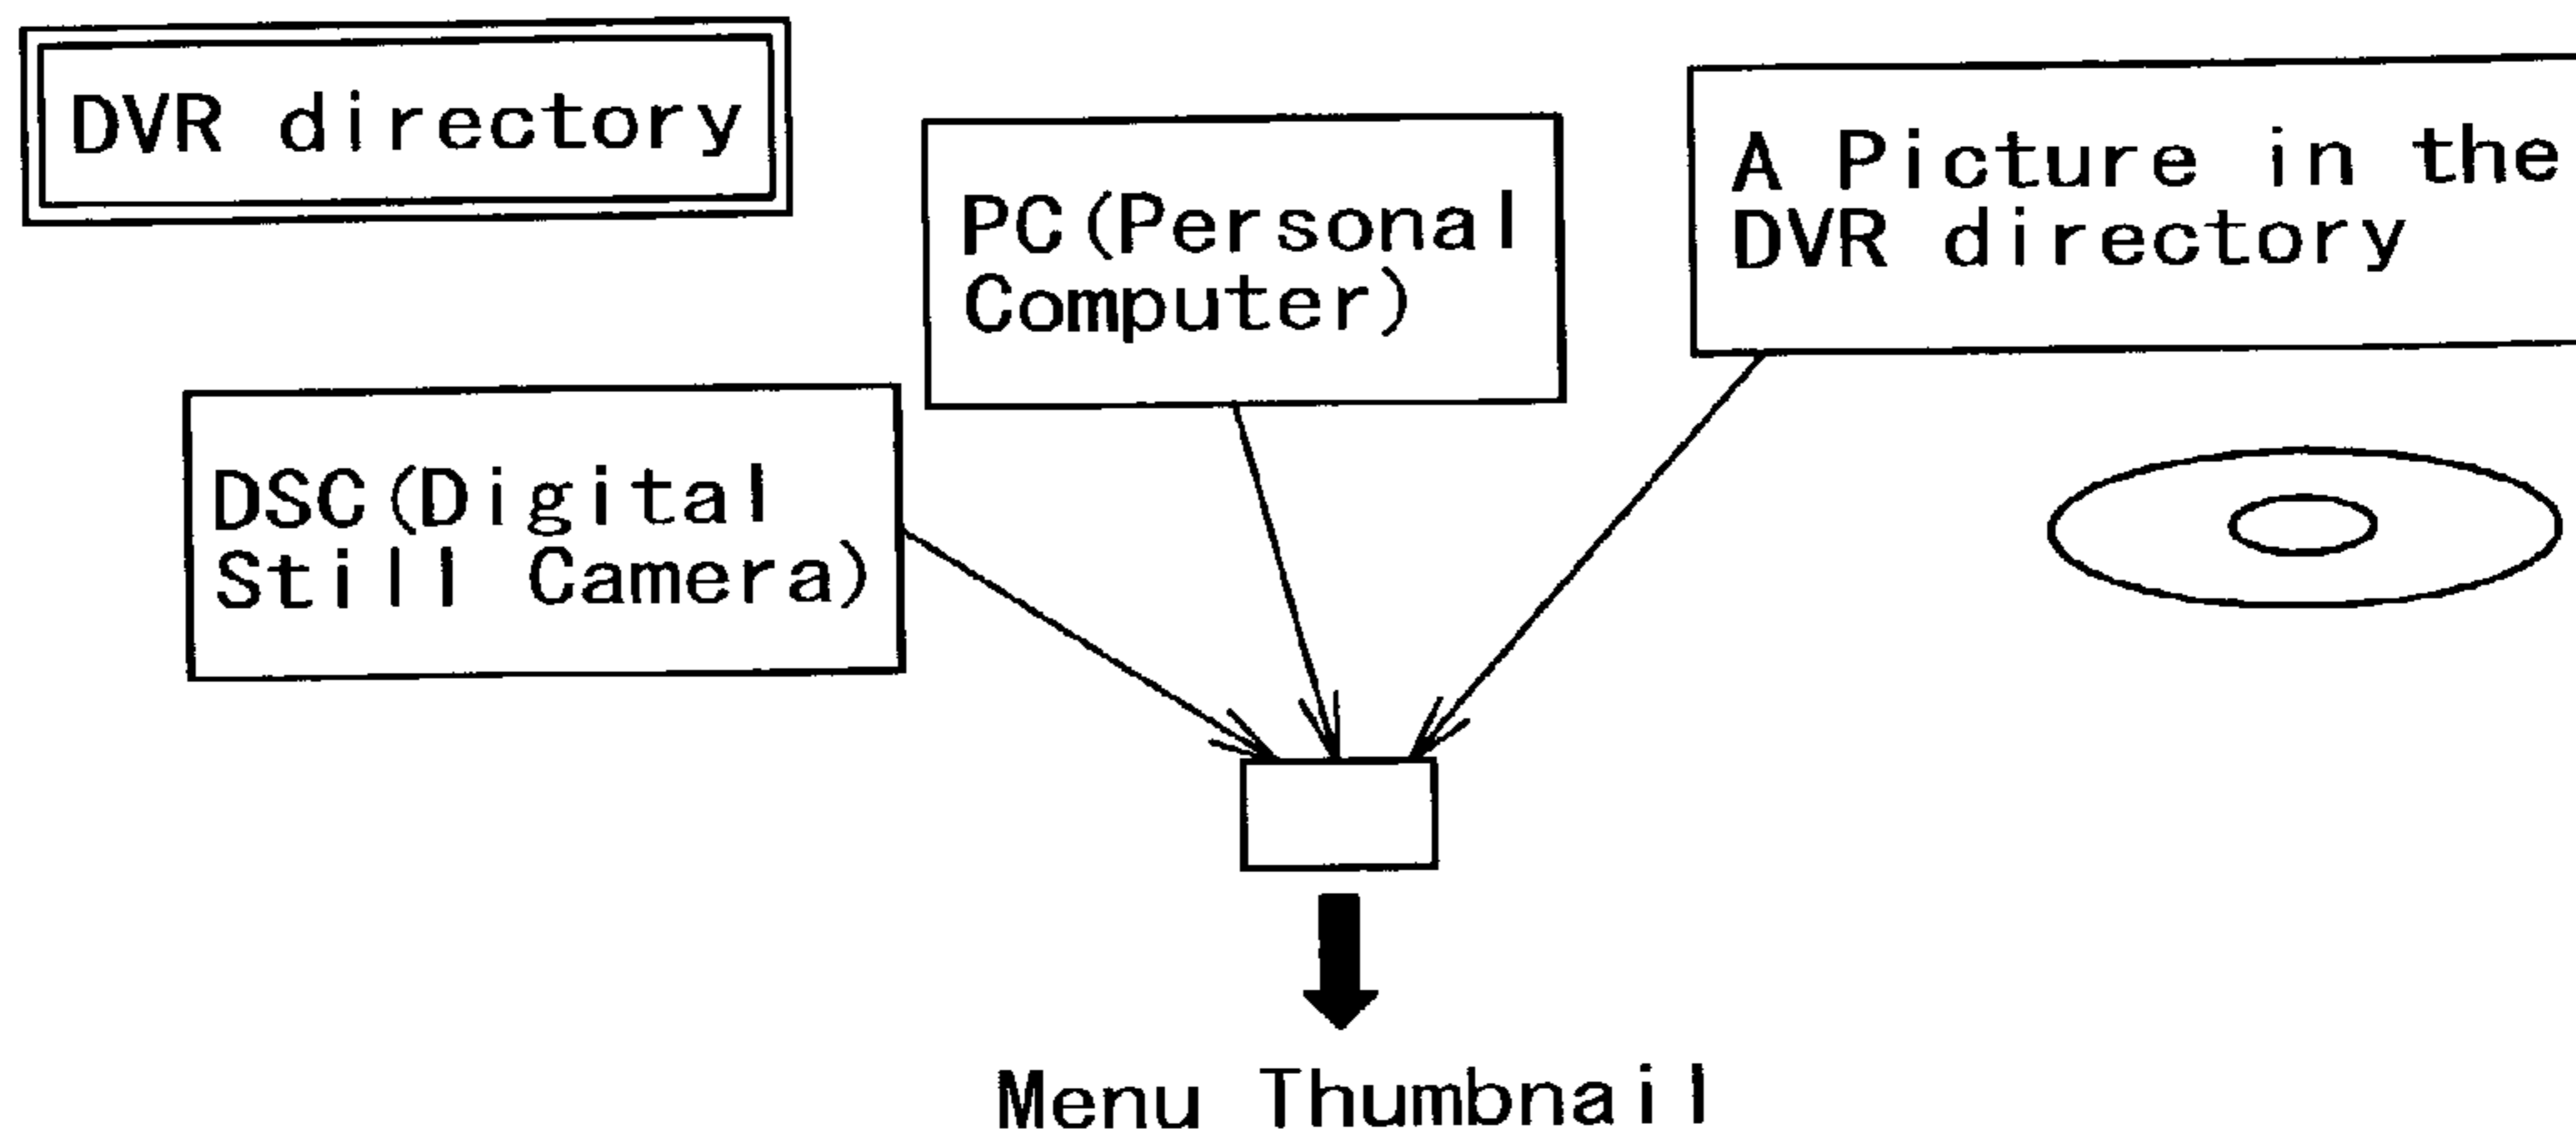 DVR directory
PC(Personal
Computer)
A Picture in the
DVR directory
DSC(Digital
Still Camera)
Menu Thumbnail